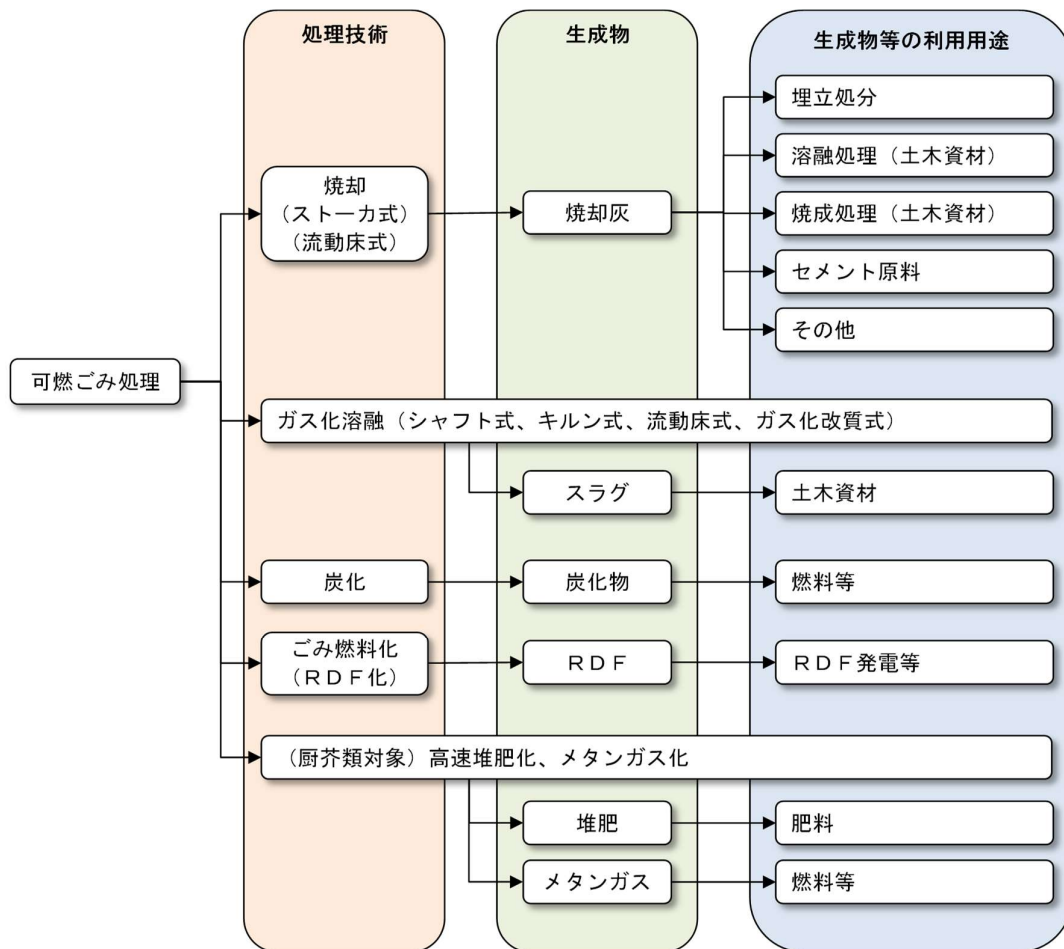 処理技術
生成物
生成物等の利用用途
埋立処分
溶融処理（土木資材）
焼却
（ストーカ式）
（流動床式）
焼却灰
焼成処理（土木資材）
セメント原料
その他
可燃ごみ処理
ガス化溶融（シャフト式、キルン式、流動床式、ガス化改質式）
スラグ
土木資材
炭化
炭化物
燃料等
ごみ燃料化
（ＲＤＦ化）
ＲＤＦ
ＲＤＦ発電等
（厨芥類対象）高速堆肥化、メタンガス化
堆肥
肥料
メタンガス
燃料等